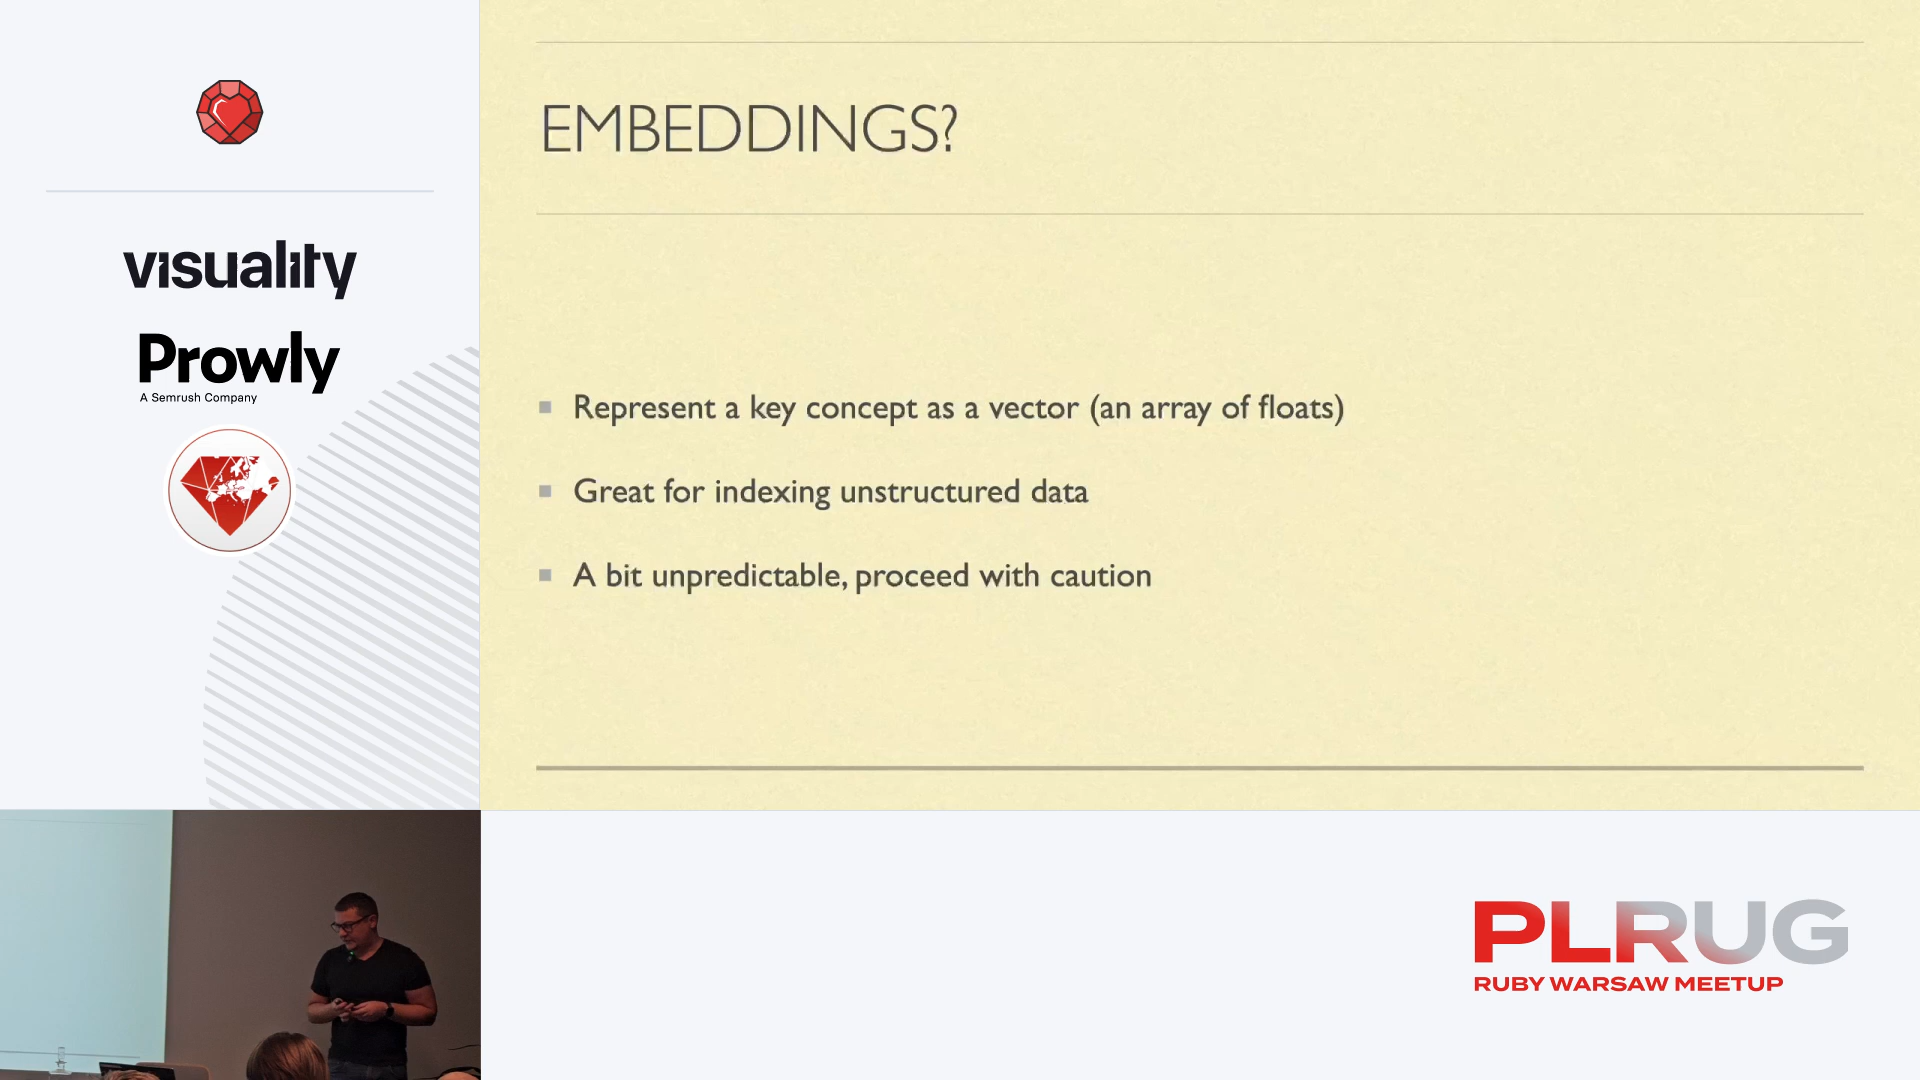 visuality
Prowly
A Semrush Company
EMBEDDINGS?
Represent a key concept as a vector (an array of floats)
Great for indexing unstructured data
A bit unpredictable, proceed with caution
PLRUG
RUBY WARSAW MEETUP